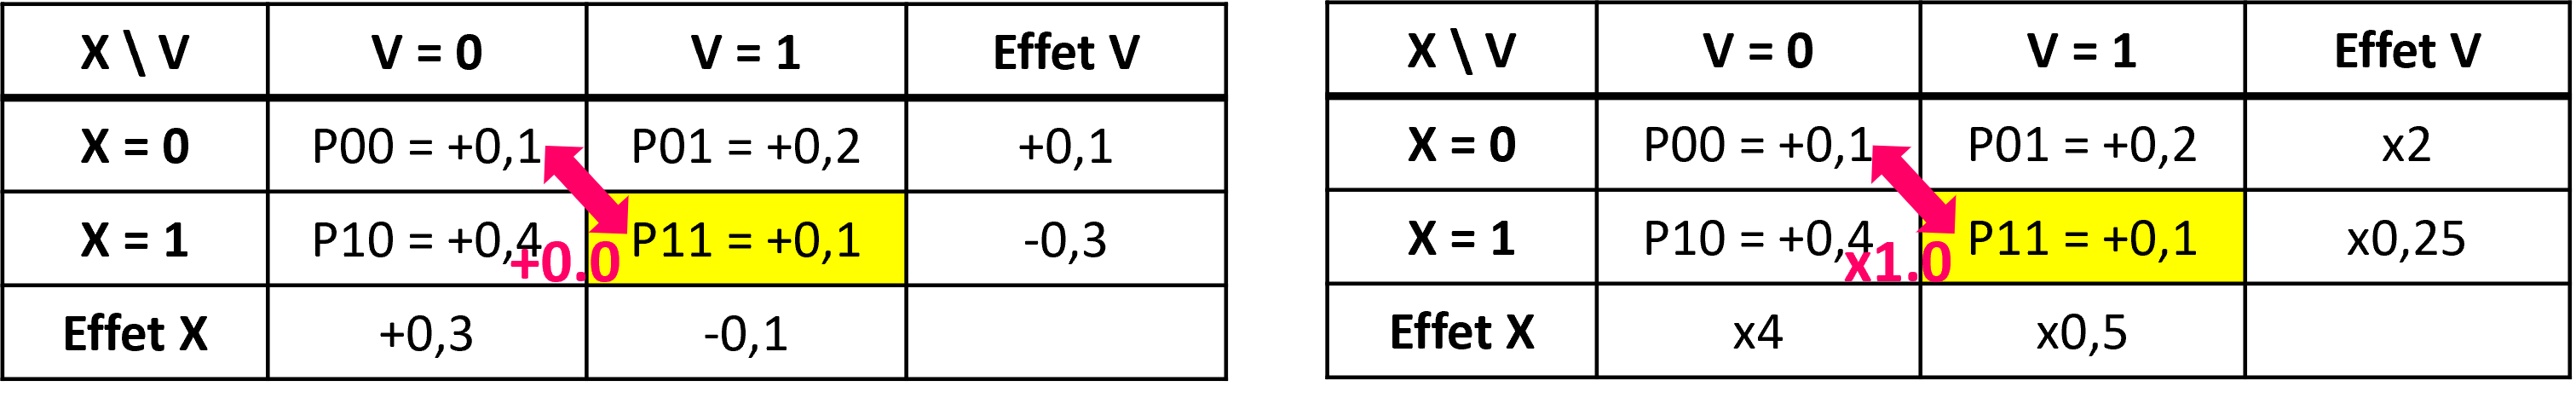 X \ V V = 0 V = 1 Effet V
X = 0 P00 = +0,1 P01 = +0,2 +0,1
X = 1 P10 = +0,4 P11 = +0,1 -0,3
+0.0
Effet X +0,3 -0,1
X \ V V = 0 V = 1 Effet V
X = 0 P00 = +0,1 P01 = +0,2 x2
X = 1 P10 = +0,4 P11 = +0,1 x0,25
x1.0
Effet X x4 x0,5